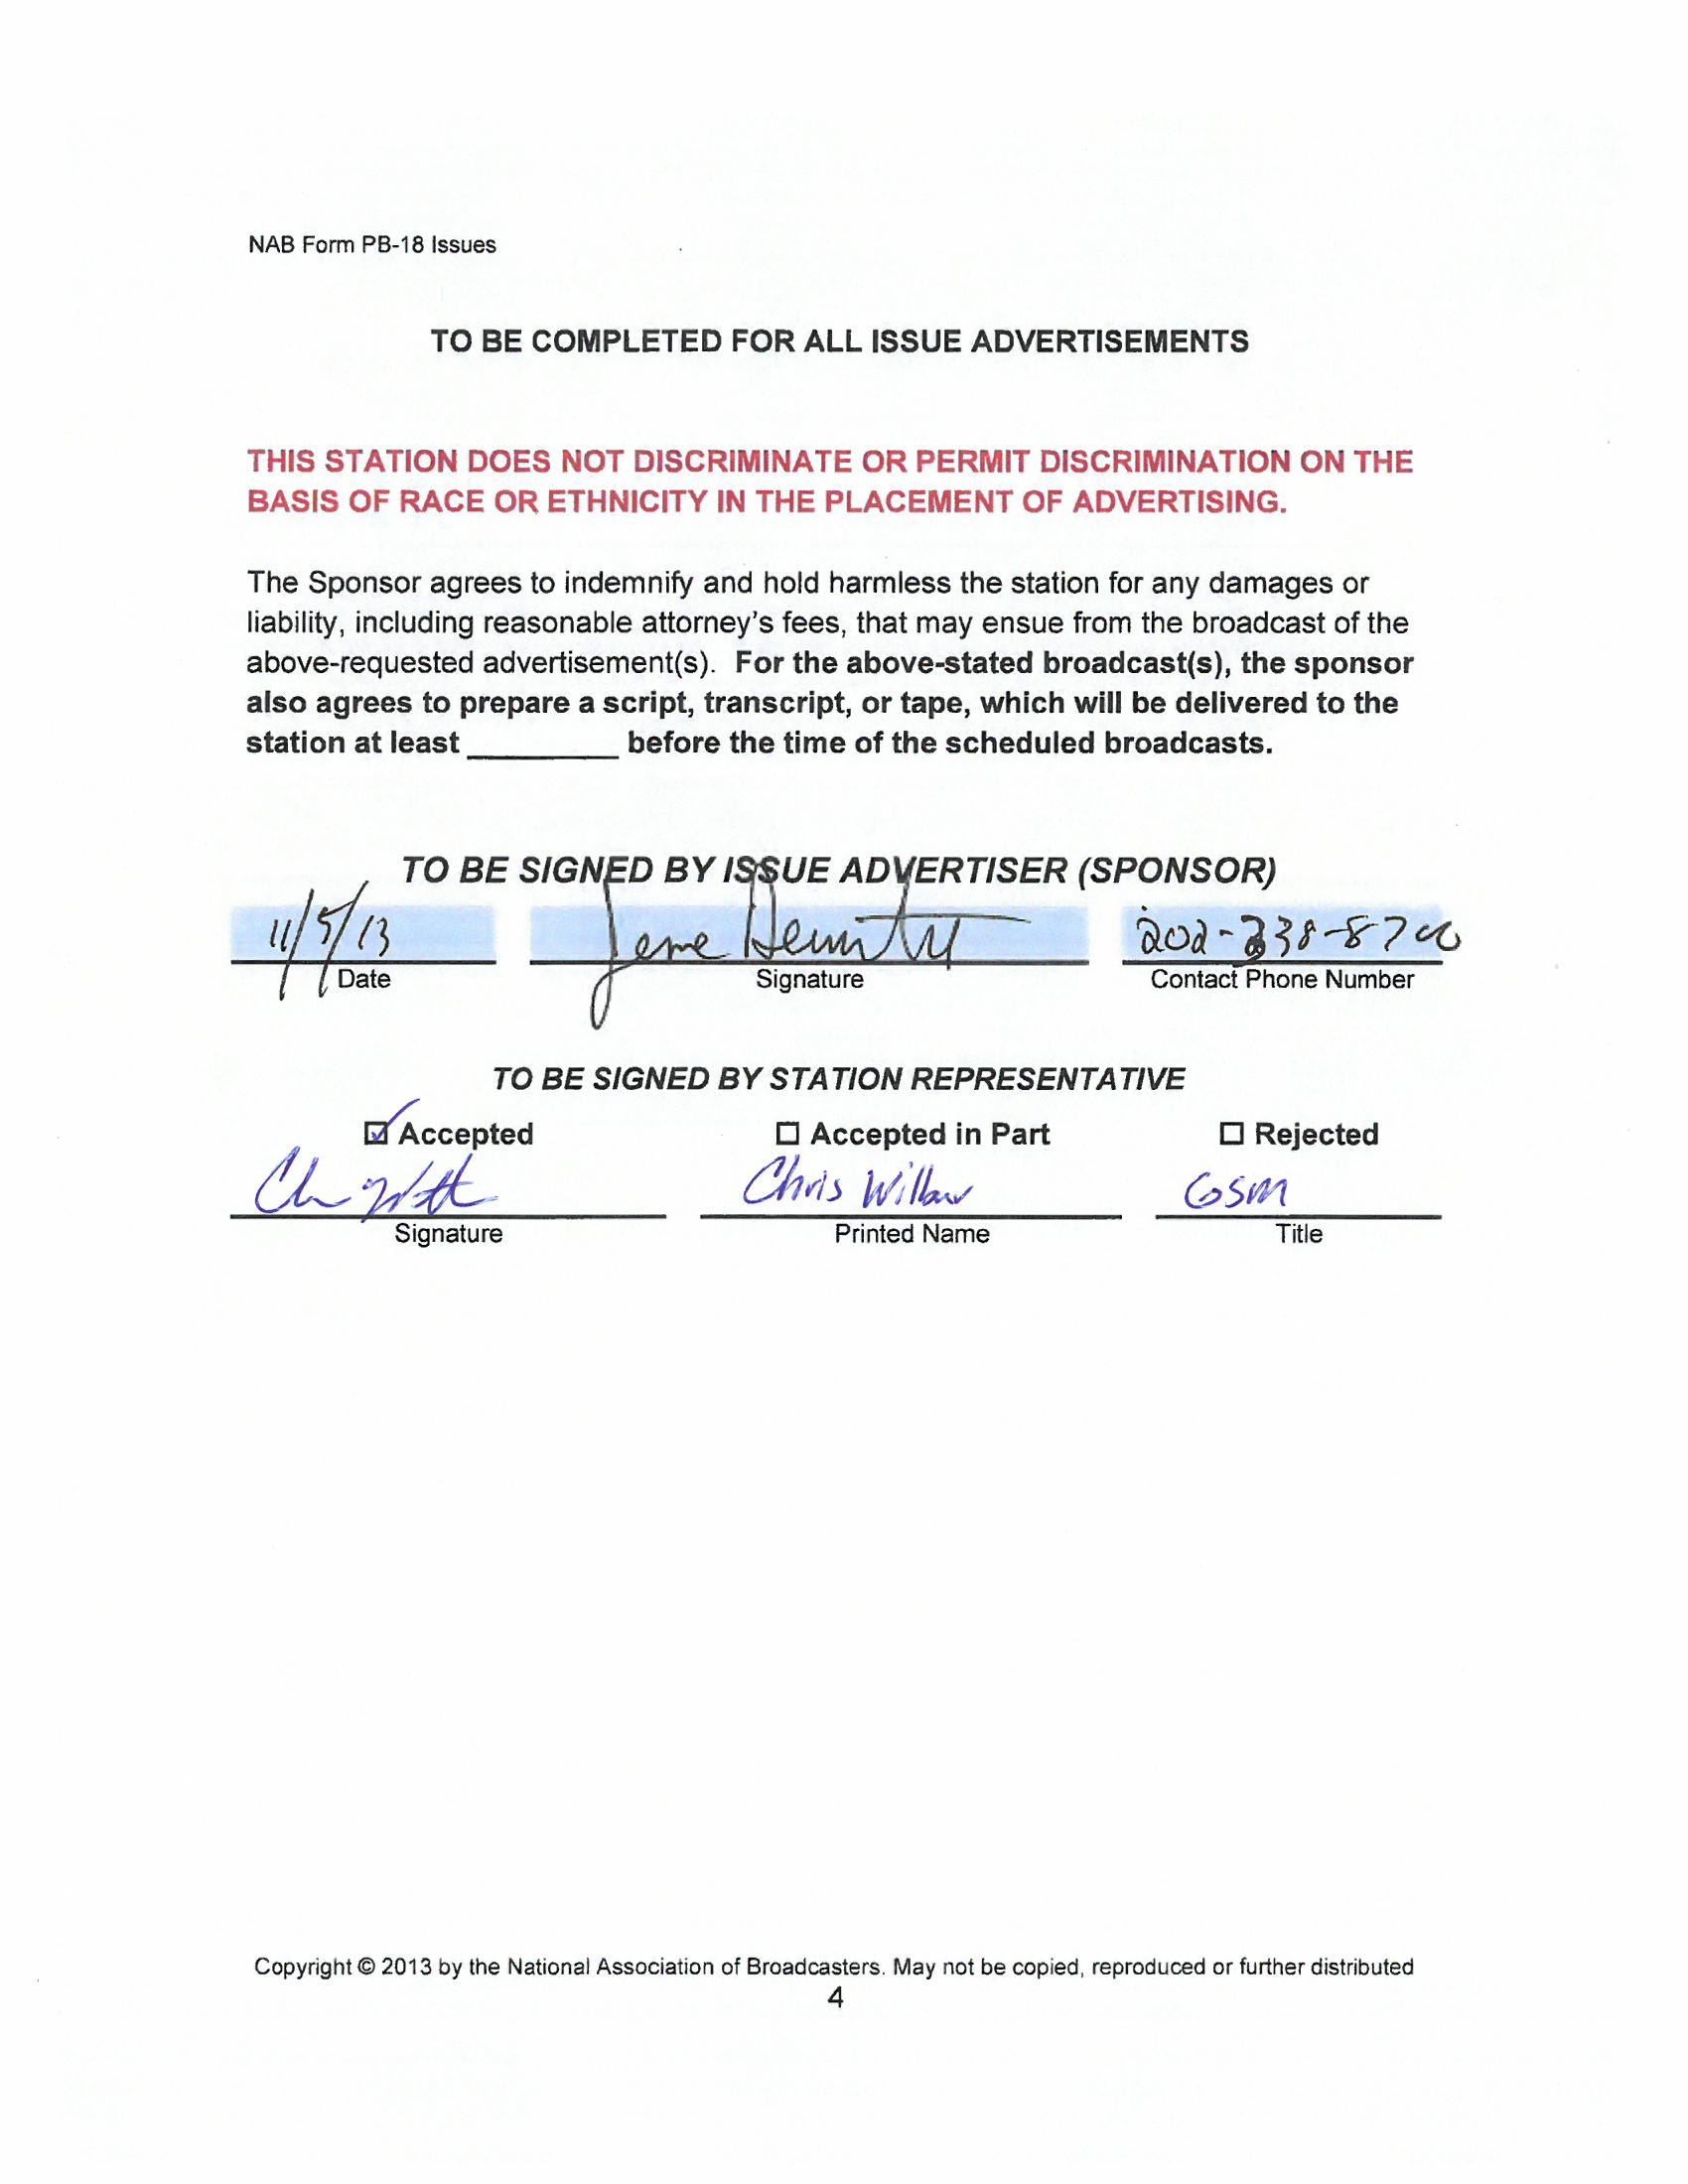 NAB Form PB-18 Issues
TO BE COMPLETED FOR ALL ISSUE ADVERTISEMENTS
THIS STATION DOES NOT DISCRIMINATE OR PERMIT DISCRIMINATION ON THE
BASIS OF RACE OR ETHNICITY IN THE PLACEMENT OF ADVERTISING.
The Sponsor agrees to indemnify and hold harmless the station for any damages or
liability, including reasonable attorney's fees, that may ensue from the broadcast of the
above-requested advertisement(s). For the above-stated broadcast(s), the sponsor
also agrees to prepare a script, transcript, or tape, which will be delivered to the
station at least _________ before the time of the scheduled broadcasts.
TO BE SIGNED BY ISSUE ADVERTISER (SPONSOR)
11/5/13 202-338-8700
Date Signature Contact Phone Number
TO BE SIGNED BY STATION REPRESENTATIVE
☑ Accepted ☐ Accepted in Part ☐ Rejected
Chris GSM
Signature Printed Name Title
Copyright © 2013 by the National Association of Broadcasters. May not be copied, reproduced or further distributed
4